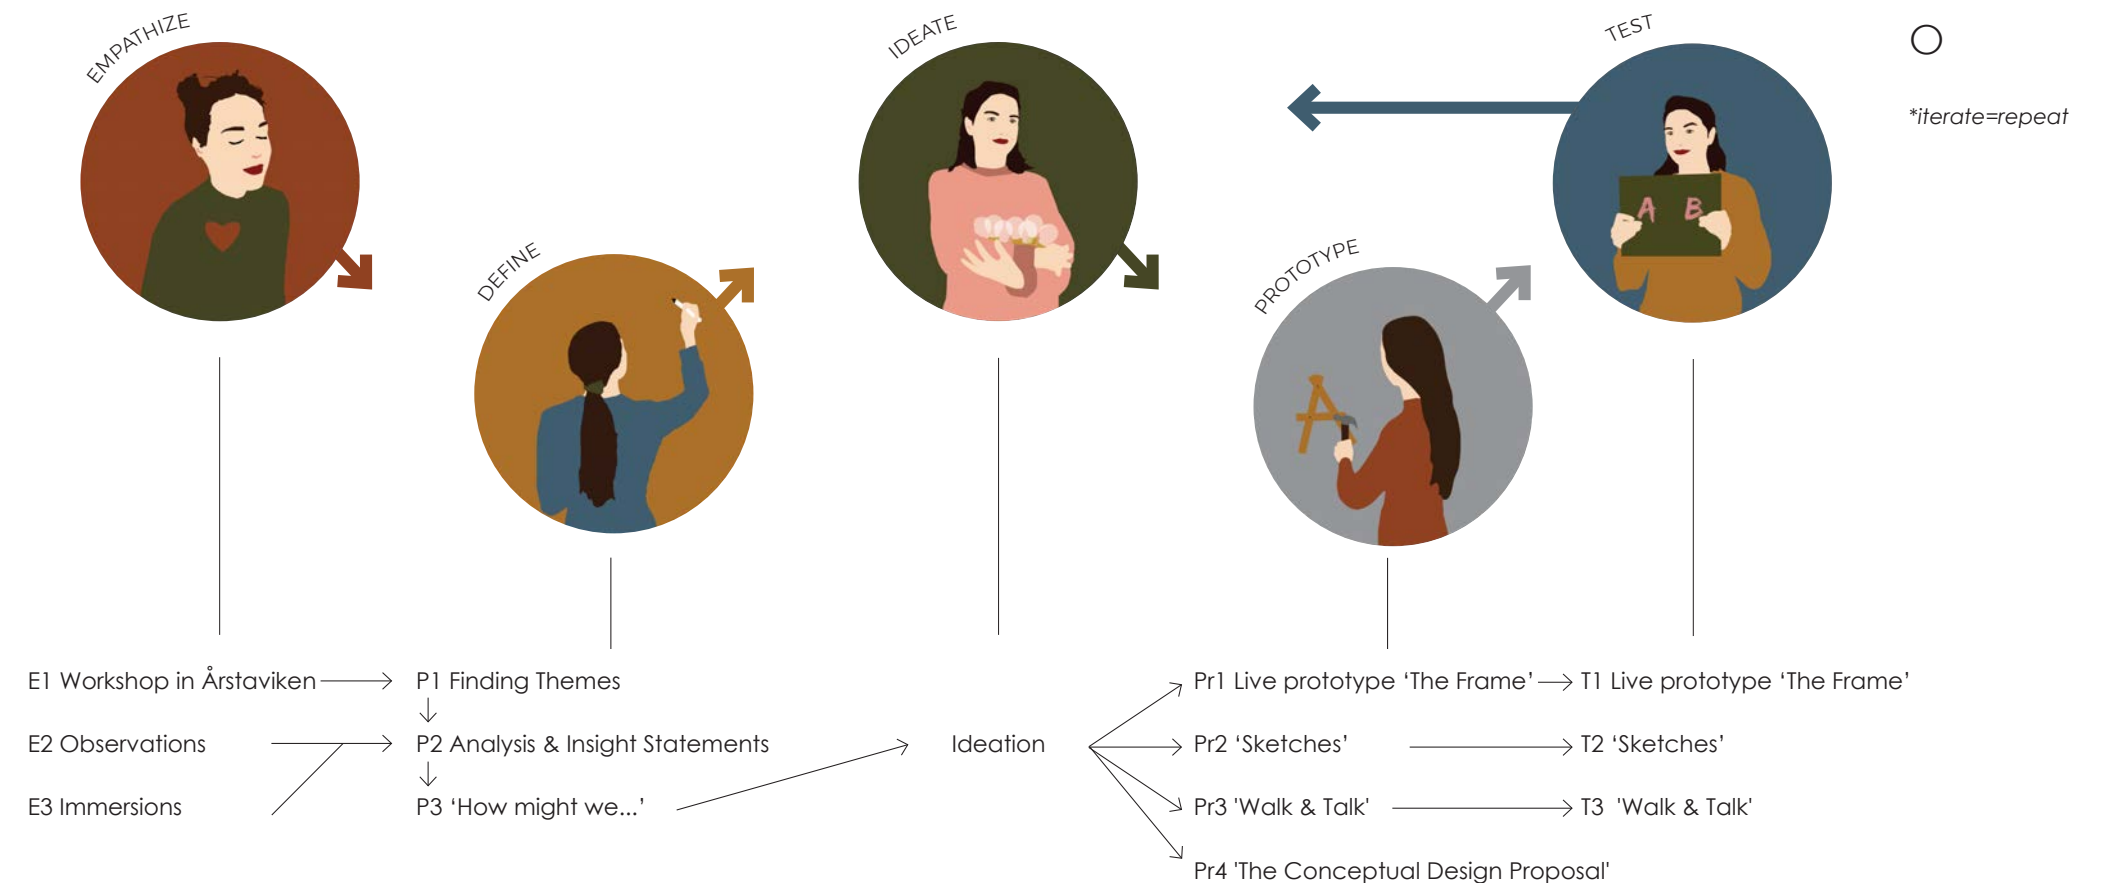 EMPATHIZE
DEFINE
IDEATE
PROTOTYPE
TEST
A B
*iterate=repeat
E1 Workshop in Årstaviken
E2 Observations
E3 Immersions
P1 Finding Themes
P2 Analysis & Insight Statements
P3 ‘How might we...’
Ideation
Pr1 Live prototype ‘The Frame’
Pr2 ‘Sketches’
Pr3 'Walk & Talk'
Pr4 'The Conceptual Design Proposal'
T1 Live prototype ‘The Frame’
T2 ‘Sketches’
T3 'Walk & Talk'